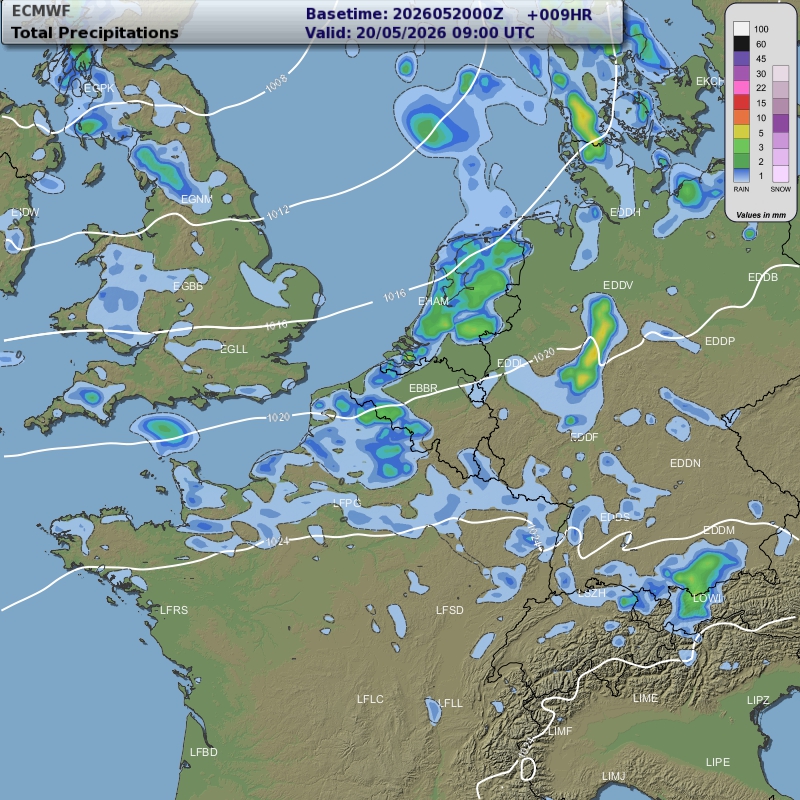 ECMWF
Basetime: 2026052000Z +009HR
Total Precipitations
Valid: 20/05/2026 09:00 UTC
100
60
45
30
22
15
10
5
3
2
1
RAIN SNOW
Values in mm
EGPK
EKCH
1008
EIDW
EGNM
1012
EDDH
EGBB
EHAM
1016
EDDV
EDDB
1016
EGLL
EDDP
1020
EBBR
1020
EDDF
EDDN
LFPG
EDDS
EDDM
1024
LSZH
LOWI
LFRS
LFSD
LFLC
LFLL
LIME
LIPZ
LIMF
LFBD
LIPE
LIMJ